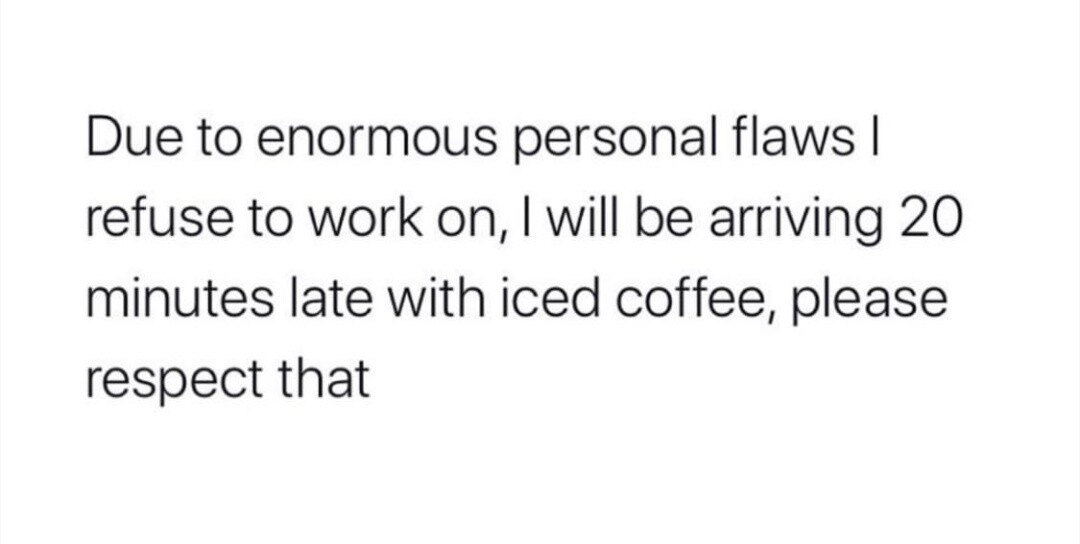 Due to enormous personal flaws I
refuse to work on, I will be arriving 20
minutes late with iced coffee, please
respect that